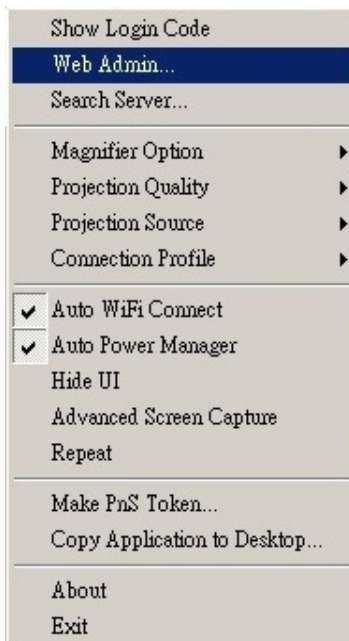 Show Login Code
Web Admin...
Search Server...
Magnifier Option
Projection Quality
Projection Source
Connection Profile
Auto WiFi Connect
Auto Power Manager
Hide UI
Advanced Screen Capture
Repeat
Make PnS Token...
Copy Application to Desktop...
About
Exit